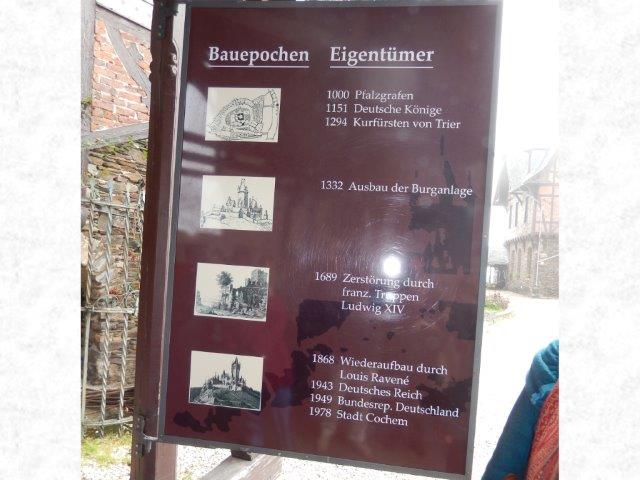 Bauepochen Eigentümer
1000 Pfalzgrafen
1151 Deutsche Könige
1294 Kurfürsten von Trier
1332 Ausbau der Burganlage
1689 Zerstörung durch
franz. Truppen
Ludwig XIV
1868 Wiederaufbau durch
Louis Ravené
1943 Deutsches Reich
1949 Bundesrep. Deutschland
1978 Stadt Cochem